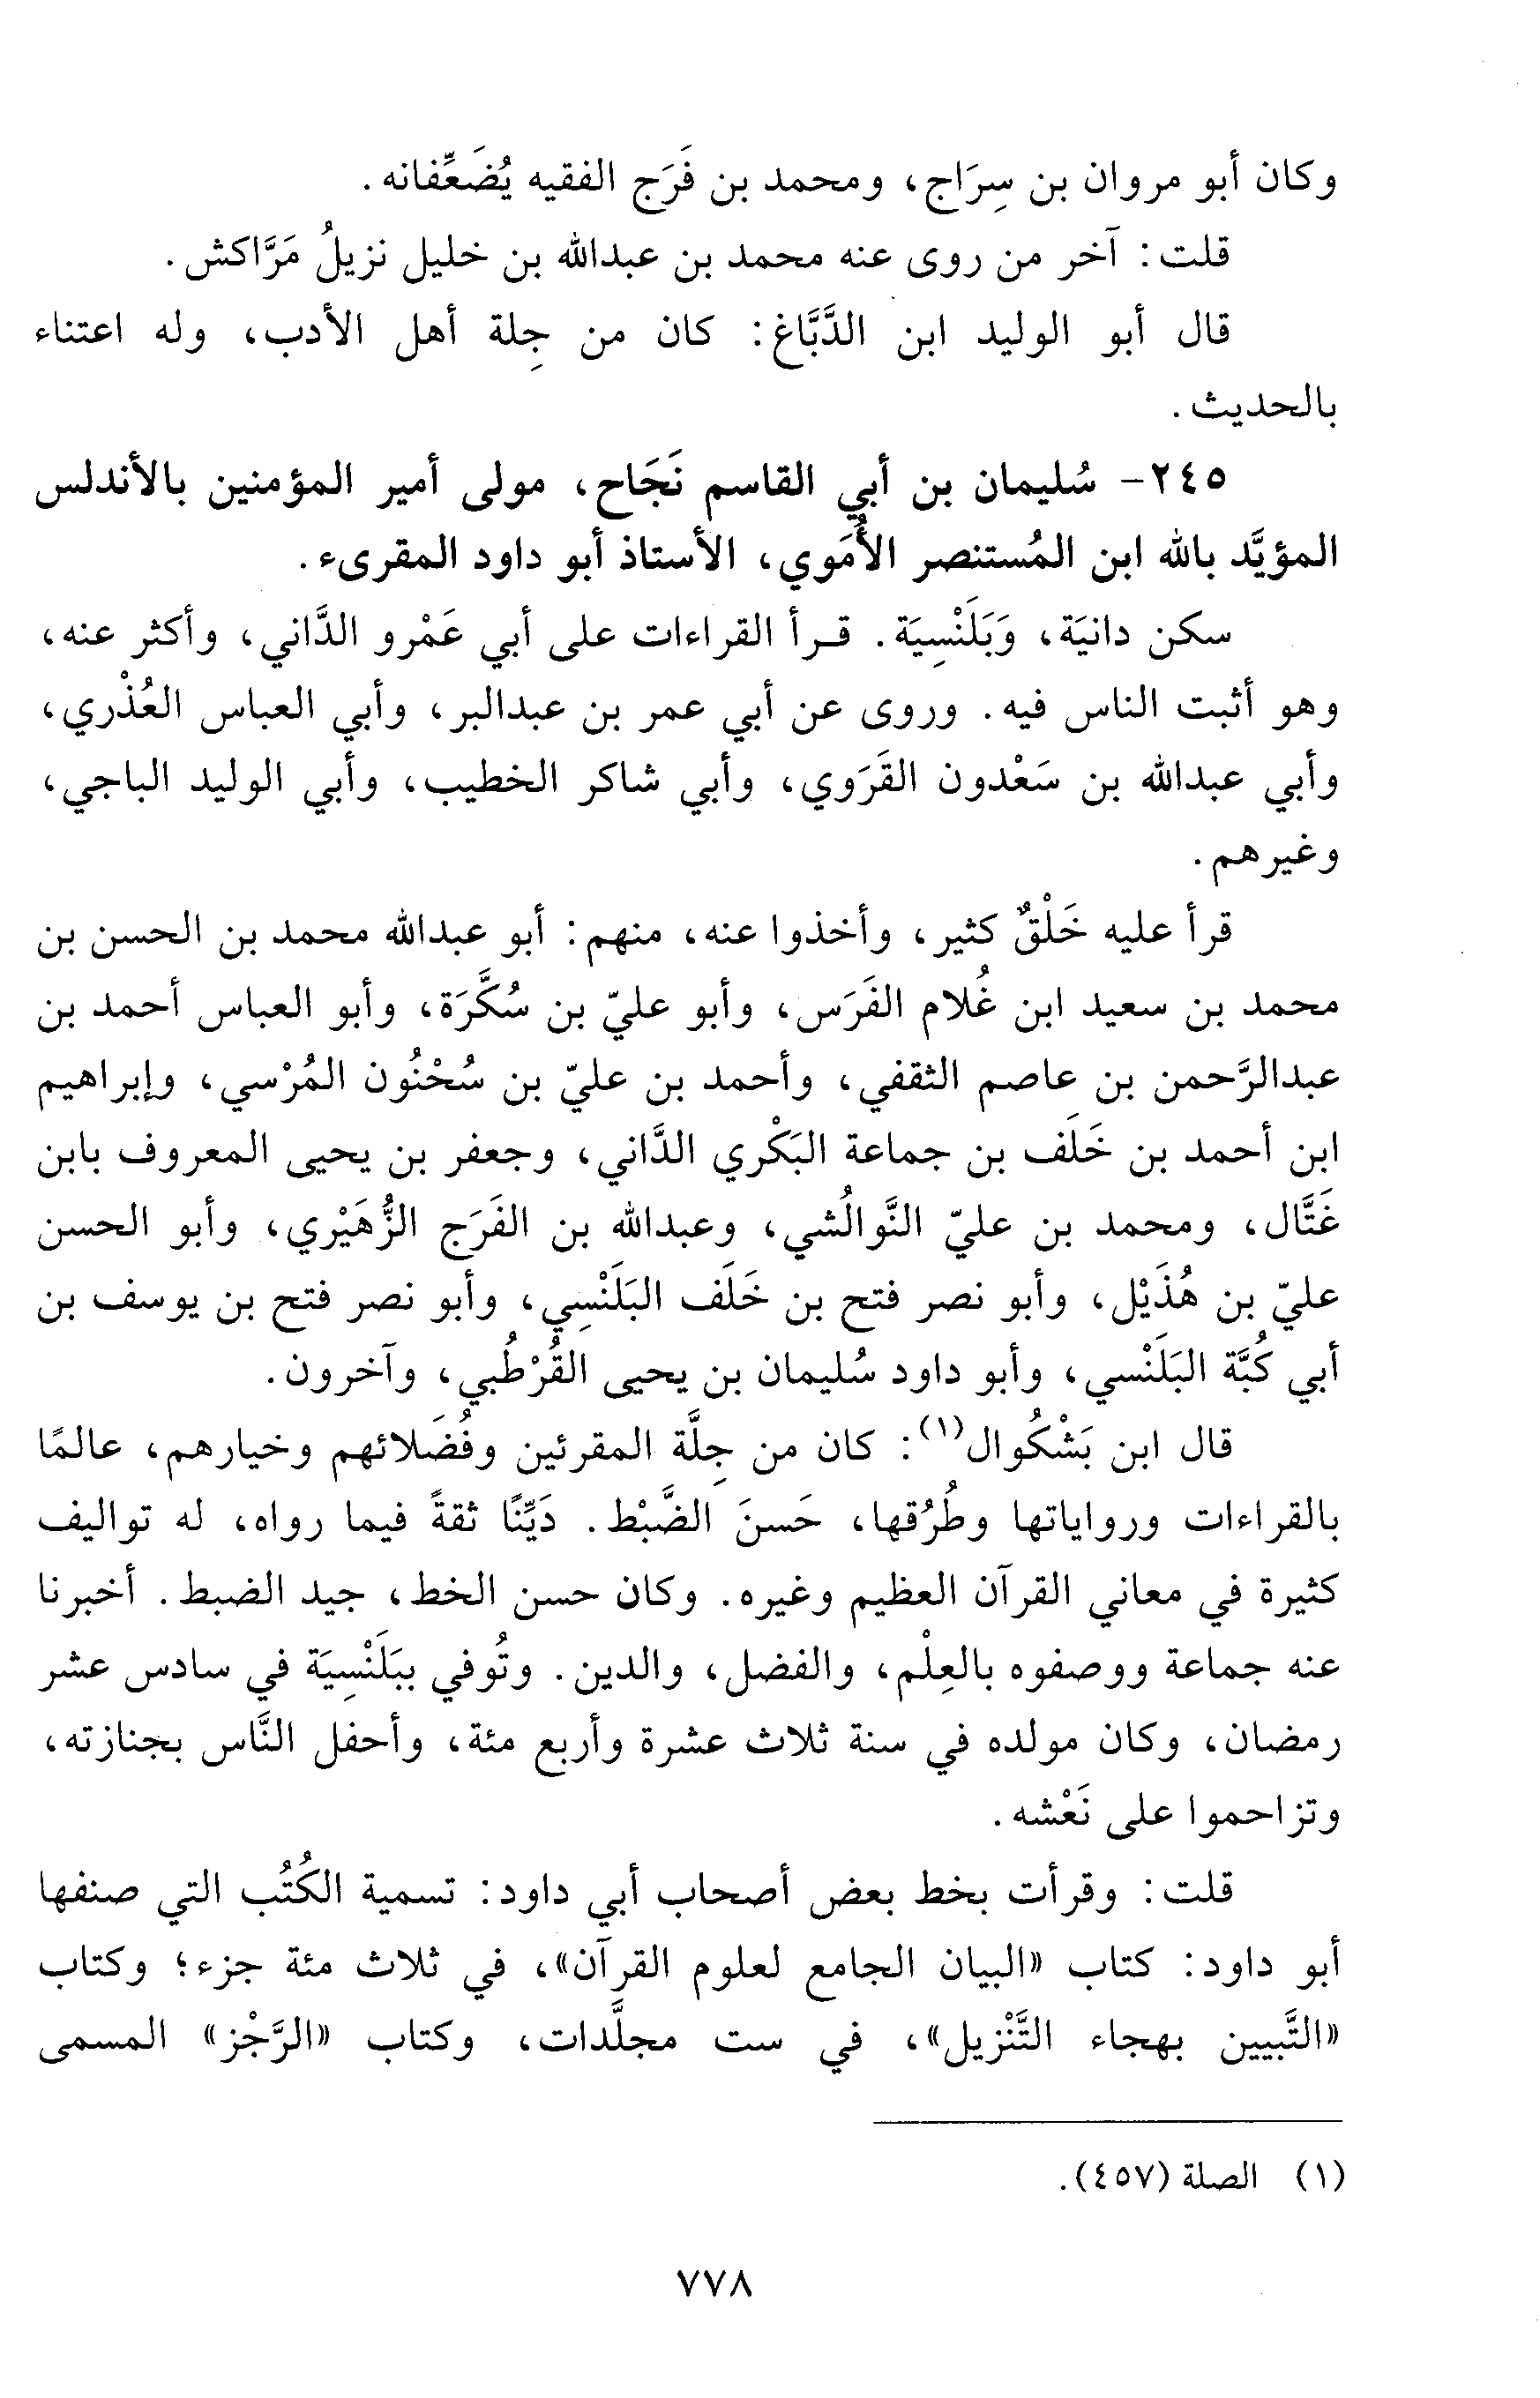 وكان أبو مروان بن سِرَاج، ومحمد بن فَرَج الفقيه يُضَعِّفانه.
قلت: آخر من روى عنه محمد بن عبدالله بن خليل نزيلُ مَرَّاكش.
قال أبو الوليد ابن الدَّبَّاغ: كان من جِلة أهل الأدب، وله اعتناء
بالحديث.
٢٤٥- سُليمان بن أبي القاسم نَجَاح، مولى أمير المؤمنين بالأندلس
المؤيَّد بالله ابن المُستنصر الأُمَوي، الأستاذ أبو داود المقرىء.
سكن دانيَة، وَبَلَنْسِيَة. قرأ القراءات على أبي عَمْرو الدَّاني، وأكثر عنه،
وهو أثبت الناس فيه. وروى عن أبي عمر بن عبدالبر، وأبي العباس العُذْري،
وأبي عبدالله بن سَعْدون القَرَوي، وأبي شاكر الخطيب، وأبي الوليد الباجي،
وغيرهم.
قرأ عليه خَلْقٌ كثير، وأخذوا عنه، منهم: أبو عبدالله محمد بن الحسن بن
محمد بن سعيد ابن غُلام الفَرَس، وأبو عليّ بن سُكَّرَة، وأبو العباس أحمد بن
عبدالرَّحمن بن عاصم الثقفي، وأحمد بن عليّ بن سُحْنُون المُرْسي، وإبراهيم
ابن أحمد بن خَلَف بن جماعة البَكْري الدَّاني، وجعفر بن يحيى المعروف بابن
غَتَّال، ومحمد بن عليّ النَّوالُشي، وعبدالله بن الفَرَج الزُّهَيْري، وأبو الحسن
عليّ بن هُذَيْل، وأبو نصر فتح بن خَلَف البَلَنْسِي، وأبو نصر فتح بن يوسف بن
أبي كُبَّة البَلَنْسي، وأبو داود سُليمان بن يحيى القُرْطُبي، وآخرون.
قال ابن بَشْكُوال(١): كان من جِلَّة المقرئين وفُضَلائهم وخيارهم، عالمًا
بالقراءات ورواياتها وطُرُقها، حَسنَ الضَّبْط. دَيِّنًا ثقةً فيما رواه، له تواليف
كثيرة في معاني القرآن العظيم وغيره. وكان حسن الخط، جيد الضبط. أخبرنا
عنه جماعة ووصفوه بالعِلْم، والفضل، والدين. وتُوفي ببَلَنْسِيَة في سادس عشر
رمضان، وكان مولده في سنة ثلاث عشرة وأربع مئة، وأحفل النَّاس بجنازته،
وتزاحموا على نَعْشه.
قلت: وقرأت بخط بعض أصحاب أبي داود: تسمية الكُتُب التي صنفها
أبو داود: كتاب «البيان الجامع لعلوم القرآن»، في ثلاث مئة جزء؛ وكتاب
«التَّبيين بهجاء التَّنْزيل»، في ست مجلَّدات، وكتاب «الرَّجْز» المسمى
(١) الصلة (٤٥٧).
٧٧٨